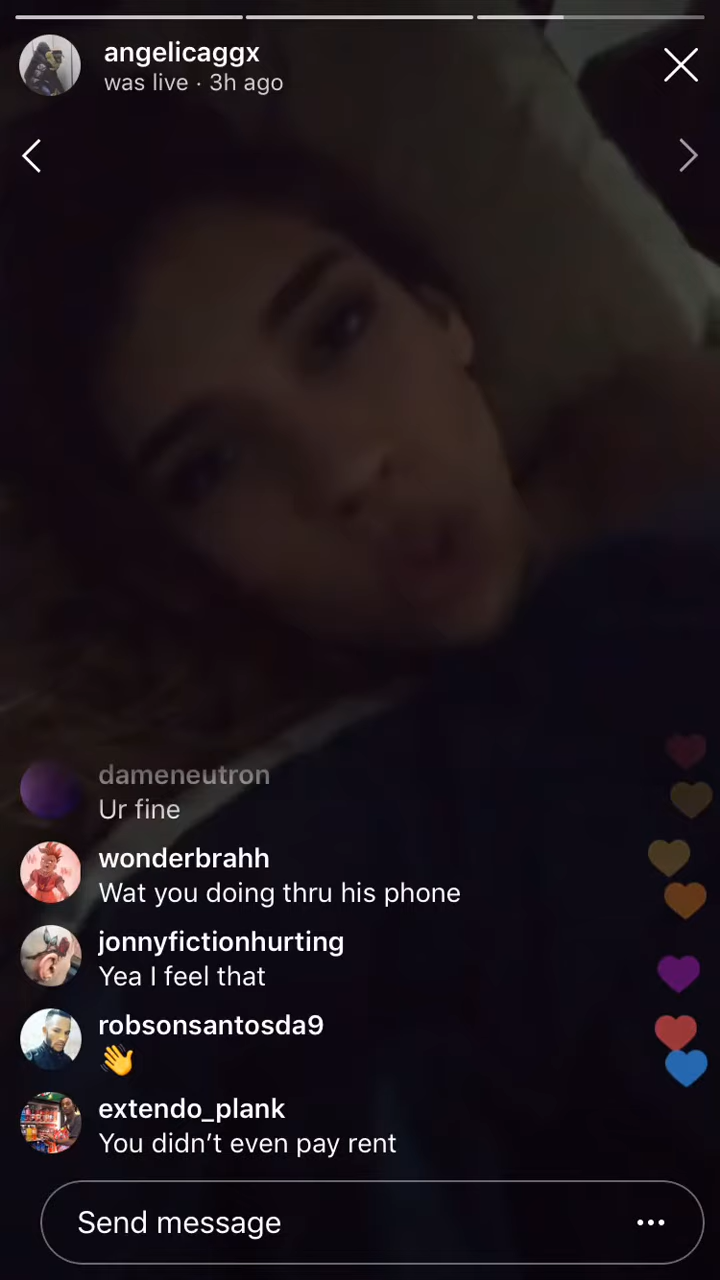 angelicaggx
was live · 3h ago
dameneutron
Ur fine
wonderbrahh
Wat you doing thru his phone
jonnyfictionhurting
Yea I feel that
robsonsantosda9
👋
extendo_plank
You didn’t even pay rent
Send message